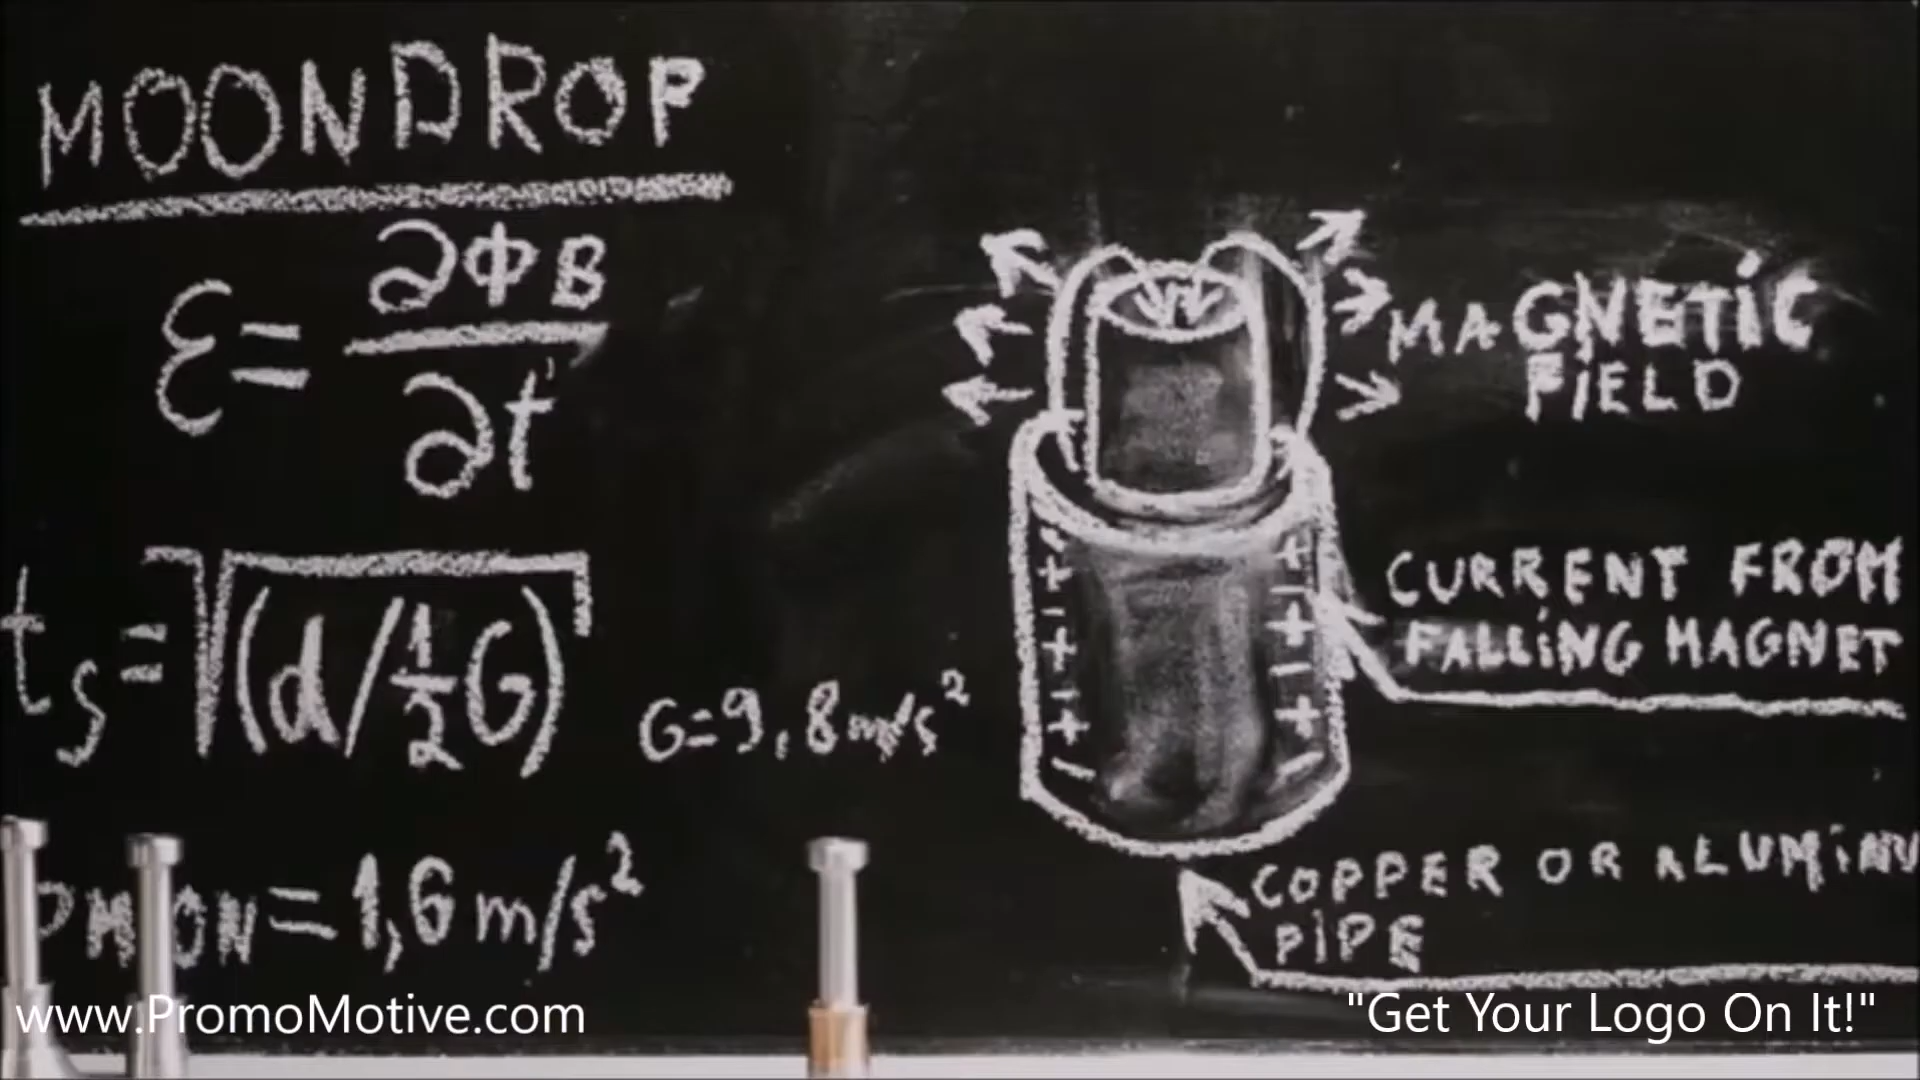 MOONDROP
ε = ∂ΦB / ∂t
ts = √(d/½G)
G=9,8m/s²
MAGNETIC
FIELD
CURRENT FROM
FALLING MAGNET
=1,6m/s²
COPPER OR ALUMINU
PIPE
www.PromoMotive.com
"Get Your Logo On It!"